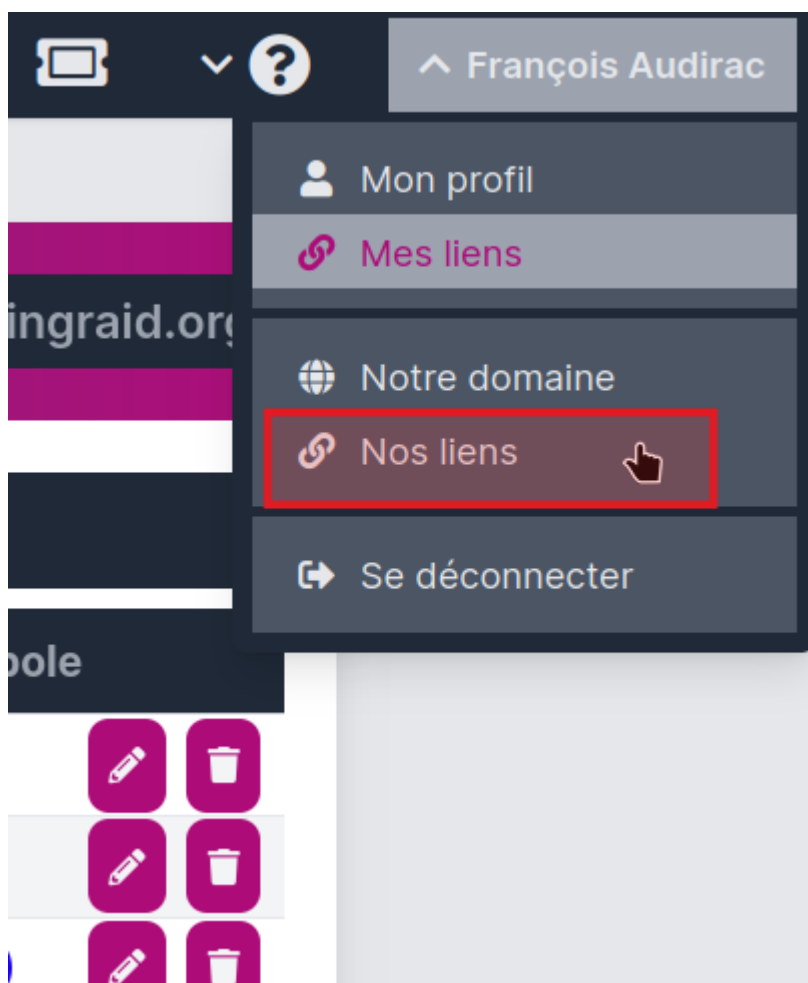 François Audirac
Mon profil
Mes liens
ingraid.org
Notre domaine
Nos liens
Se déconnecter
pole